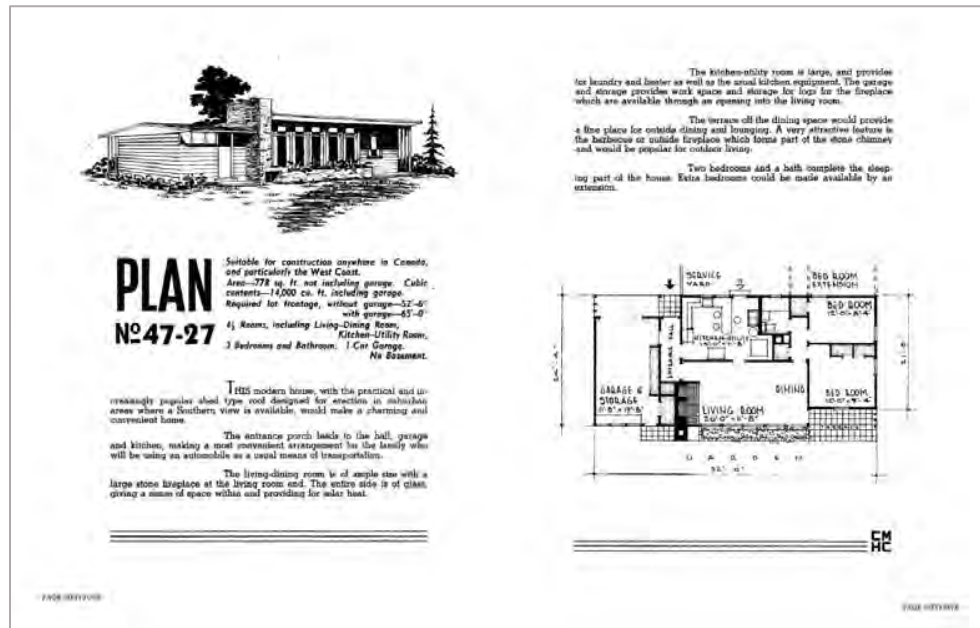 PLAN
Nº47-27
Suitable for construction anywhere in Canada,
and particularly the West Coast.
Area—778 sq. ft. not including garage. Cubic
contents—14,000 cu. ft. including garage.
Required lot frontage, without garage—52'-6"
with garage—65'-0"
4½ Rooms, including Living-Dining Room,
Kitchen-Utility Room,
Bedrooms and Bathroom. 1 Car Garage.
No Basement.
THIS modern house, with the practical and in-
creasingly popular shed type roof designed for erection in suburban
areas where a Southern view is available, would make a charming and
convenient home.
The entrance porch leads to the hall, garage
and kitchen, making a most convenient arrangement for the family who
will be using an automobile as a usual means of transportation.
The living-dining room is of ample size with a
large stone fireplace at the living room end. The entire side is of glass,
giving a sense of space within and providing for solar heat.
The kitchen-utility room is large, and provides
for laundry and heater as well as the usual kitchen equipment. The garage
and storage provides work space and storage for logs for the fireplace
which are available through an opening into the living room.
The terrace off the dining space would provide
a fine place for outside dining and lounging. A very attractive feature is
the barbecue or outside fireplace which forms part of the stone chimney
and would be popular for outdoor living.
Two bedrooms and a bath complete the sleep-
ing part of the house. Extra bedrooms could be made available by an
extension.
SERVICE
YARD
BED ROOM
EXTENSION
BED ROOM
KITCHEN-UTILITY
DINING
BED ROOM
GARAGE &
STORAGE
LIVING ROOM
GARDEN
CM
HC
PAGE
PAGE